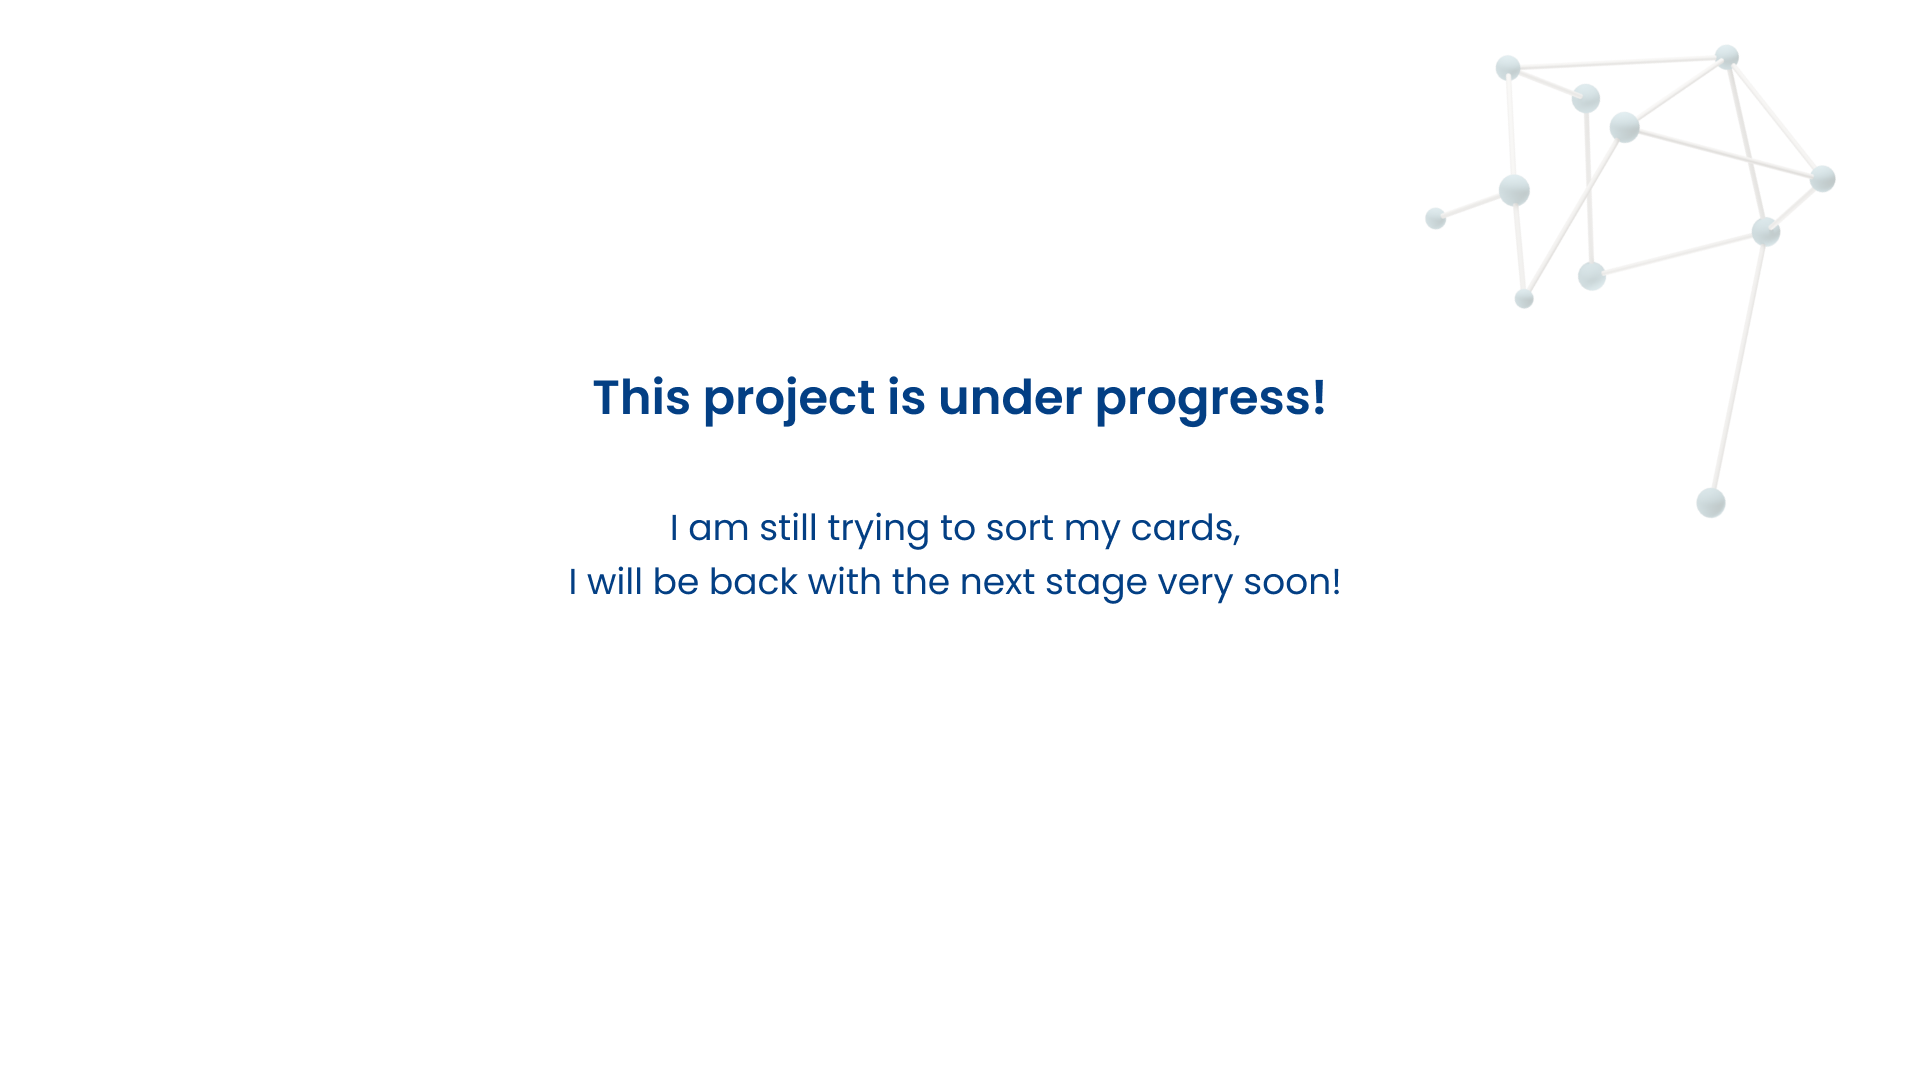 This project is under progress!
I am still trying to sort my cards,
I will be back with the next stage very soon!